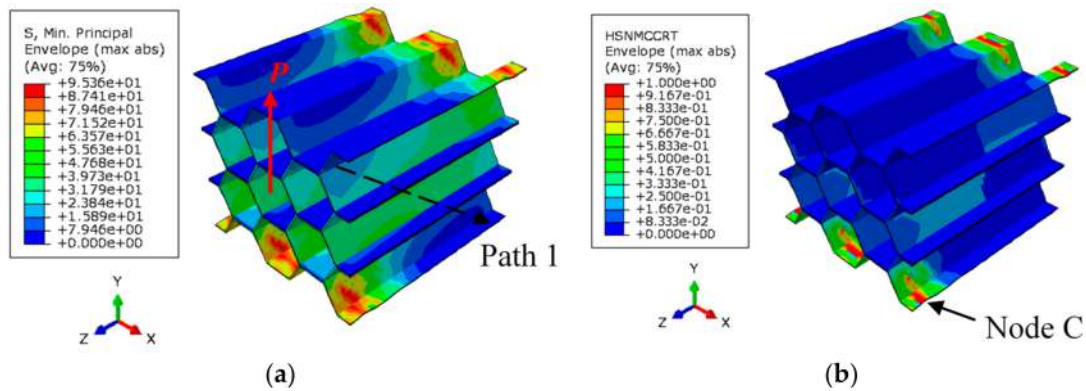 S, Min. Principal
Envelope (max abs)
(Avg: 75%)
+9.536e+01
+8.741e+01
+7.946e+01
+7.152e+01
+6.357e+01
+5.563e+01
+4.768e+01
+3.973e+01
+3.179e+01
+2.384e+01
+1.589e+01
+7.946e+00
+0.000e+00
P
Path 1
Y
Z
X
(a)
HSNMCCRT
Envelope (max abs)
(Avg: 75%)
+1.000e+00
+9.167e-01
+8.333e-01
+7.500e-01
+6.667e-01
+5.833e-01
+5.000e-01
+4.167e-01
+3.333e-01
+2.500e-01
+1.667e-01
+8.333e-02
+0.000e+00
Node C
Y
Z
X
(b)